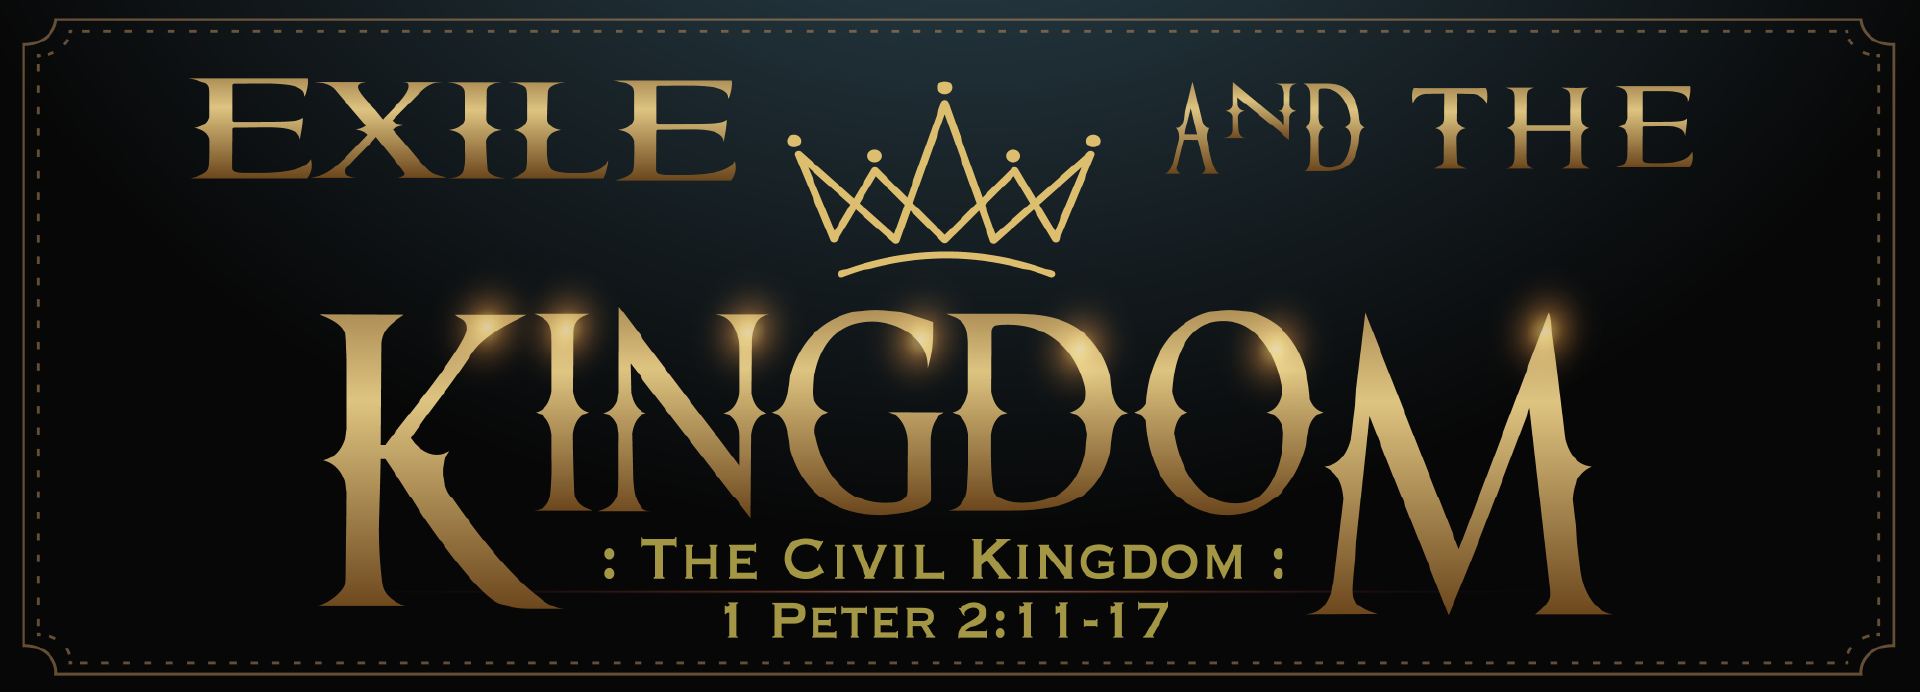 EXILE AND THE
KINGDOM
: THE CIVIL KINGDOM :
1 PETER 2:11-17